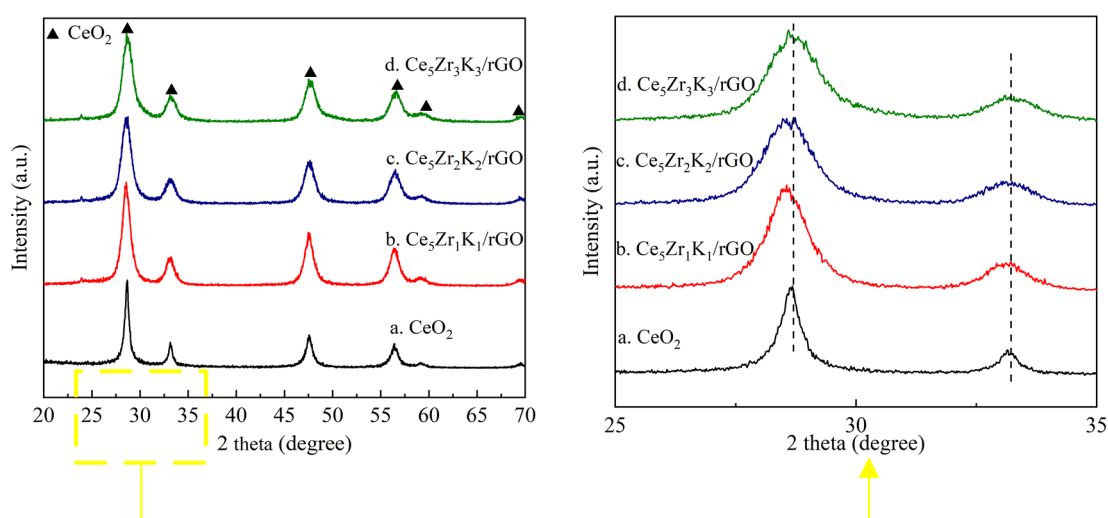 ▲ CeO₂
d. Ce₅Zr₃K₃/rGO
c. Ce₅Zr₂K₂/rGO
b. Ce₅Zr₁K₁/rGO
a. CeO₂
Intensity (a.u.)
20 25 30 35 40 45 50 55 60 65 70
2 theta (degree)
d. Ce₅Zr₃K₃/rGO
c. Ce₅Zr₂K₂/rGO
b. Ce₅Zr₁K₁/rGO
a. CeO₂
Intensity (a.u.)
25 30 35
2 theta (degree)